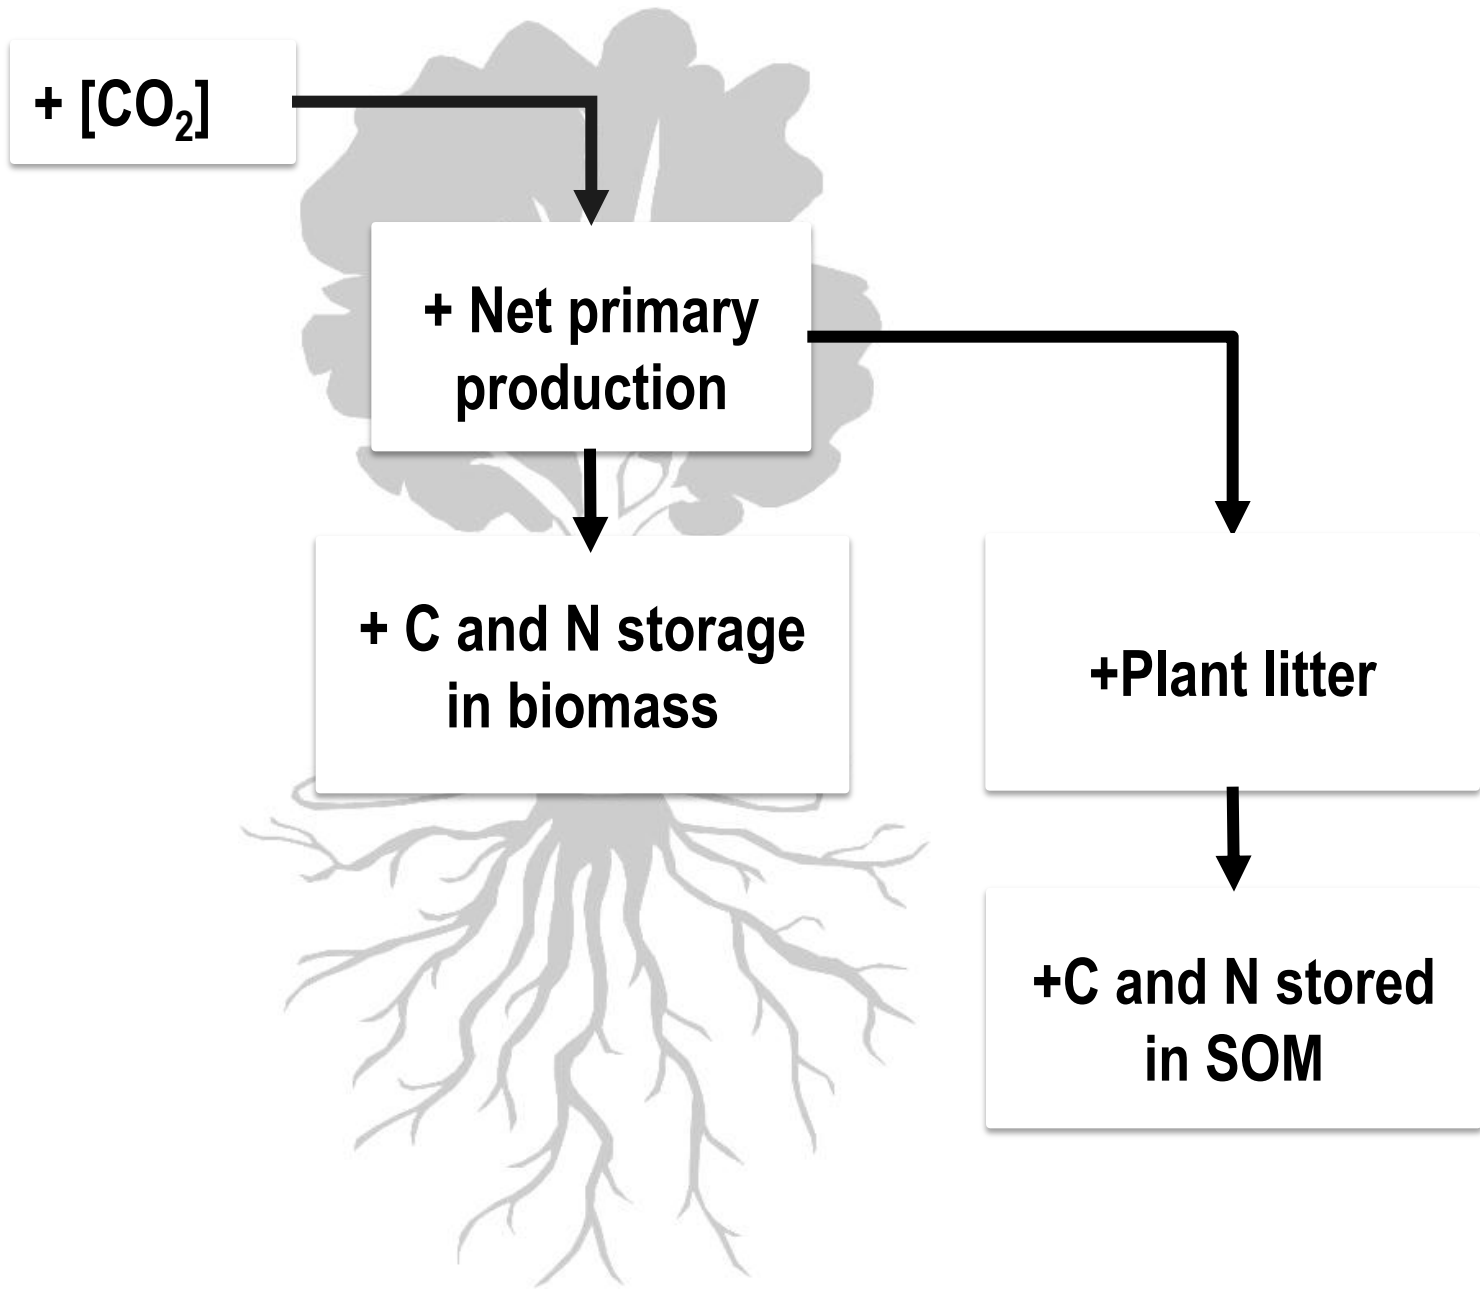 + [CO₂]
+ Net primary
production
+ C and N storage
in biomass
+Plant litter
+C and N stored
in SOM